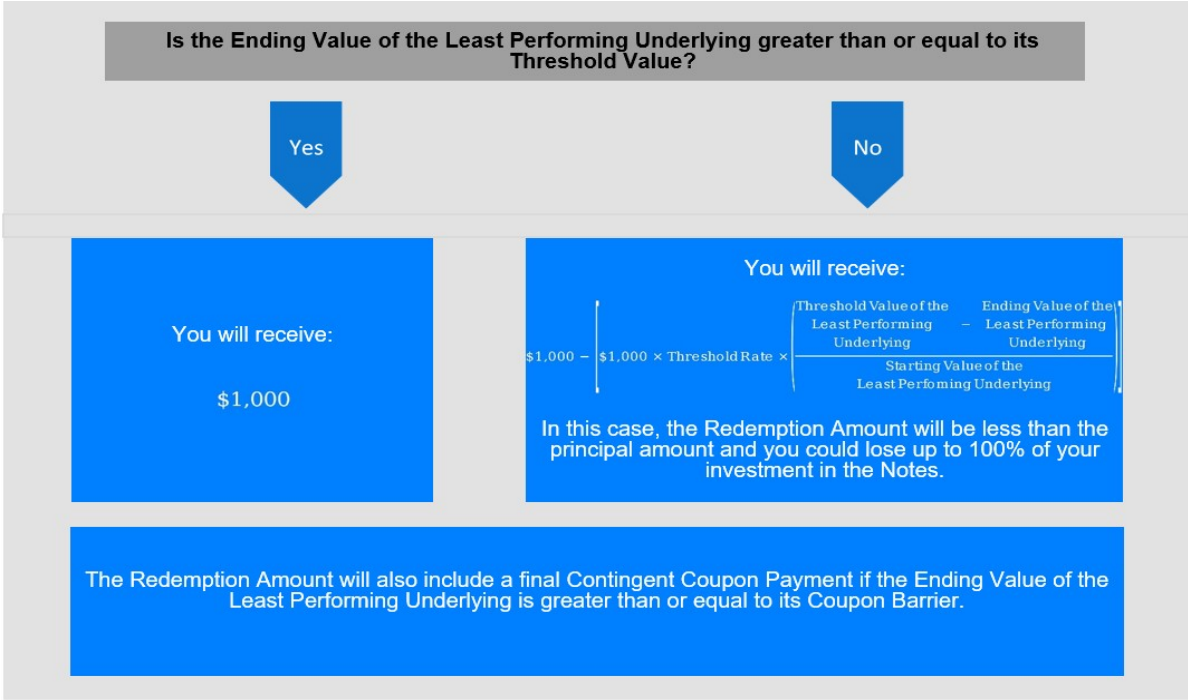 Is the Ending Value of the Least Performing Underlying greater than or equal to its
Threshold Value?
Yes
No
You will receive:
$1,000
You will receive:
$1,000 − [$1,000 × Threshold Rate × (
Threshold Value of the
Least Performing
Underlying
−
Ending Value of the
Least Performing
Underlying
Starting Value of the
Least Perfoming Underlying
)]
In this case, the Redemption Amount will be less than the
principal amount and you could lose up to 100% of your
investment in the Notes.
The Redemption Amount will also include a final Contingent Coupon Payment if the Ending Value of the
Least Performing Underlying is greater than or equal to its Coupon Barrier.